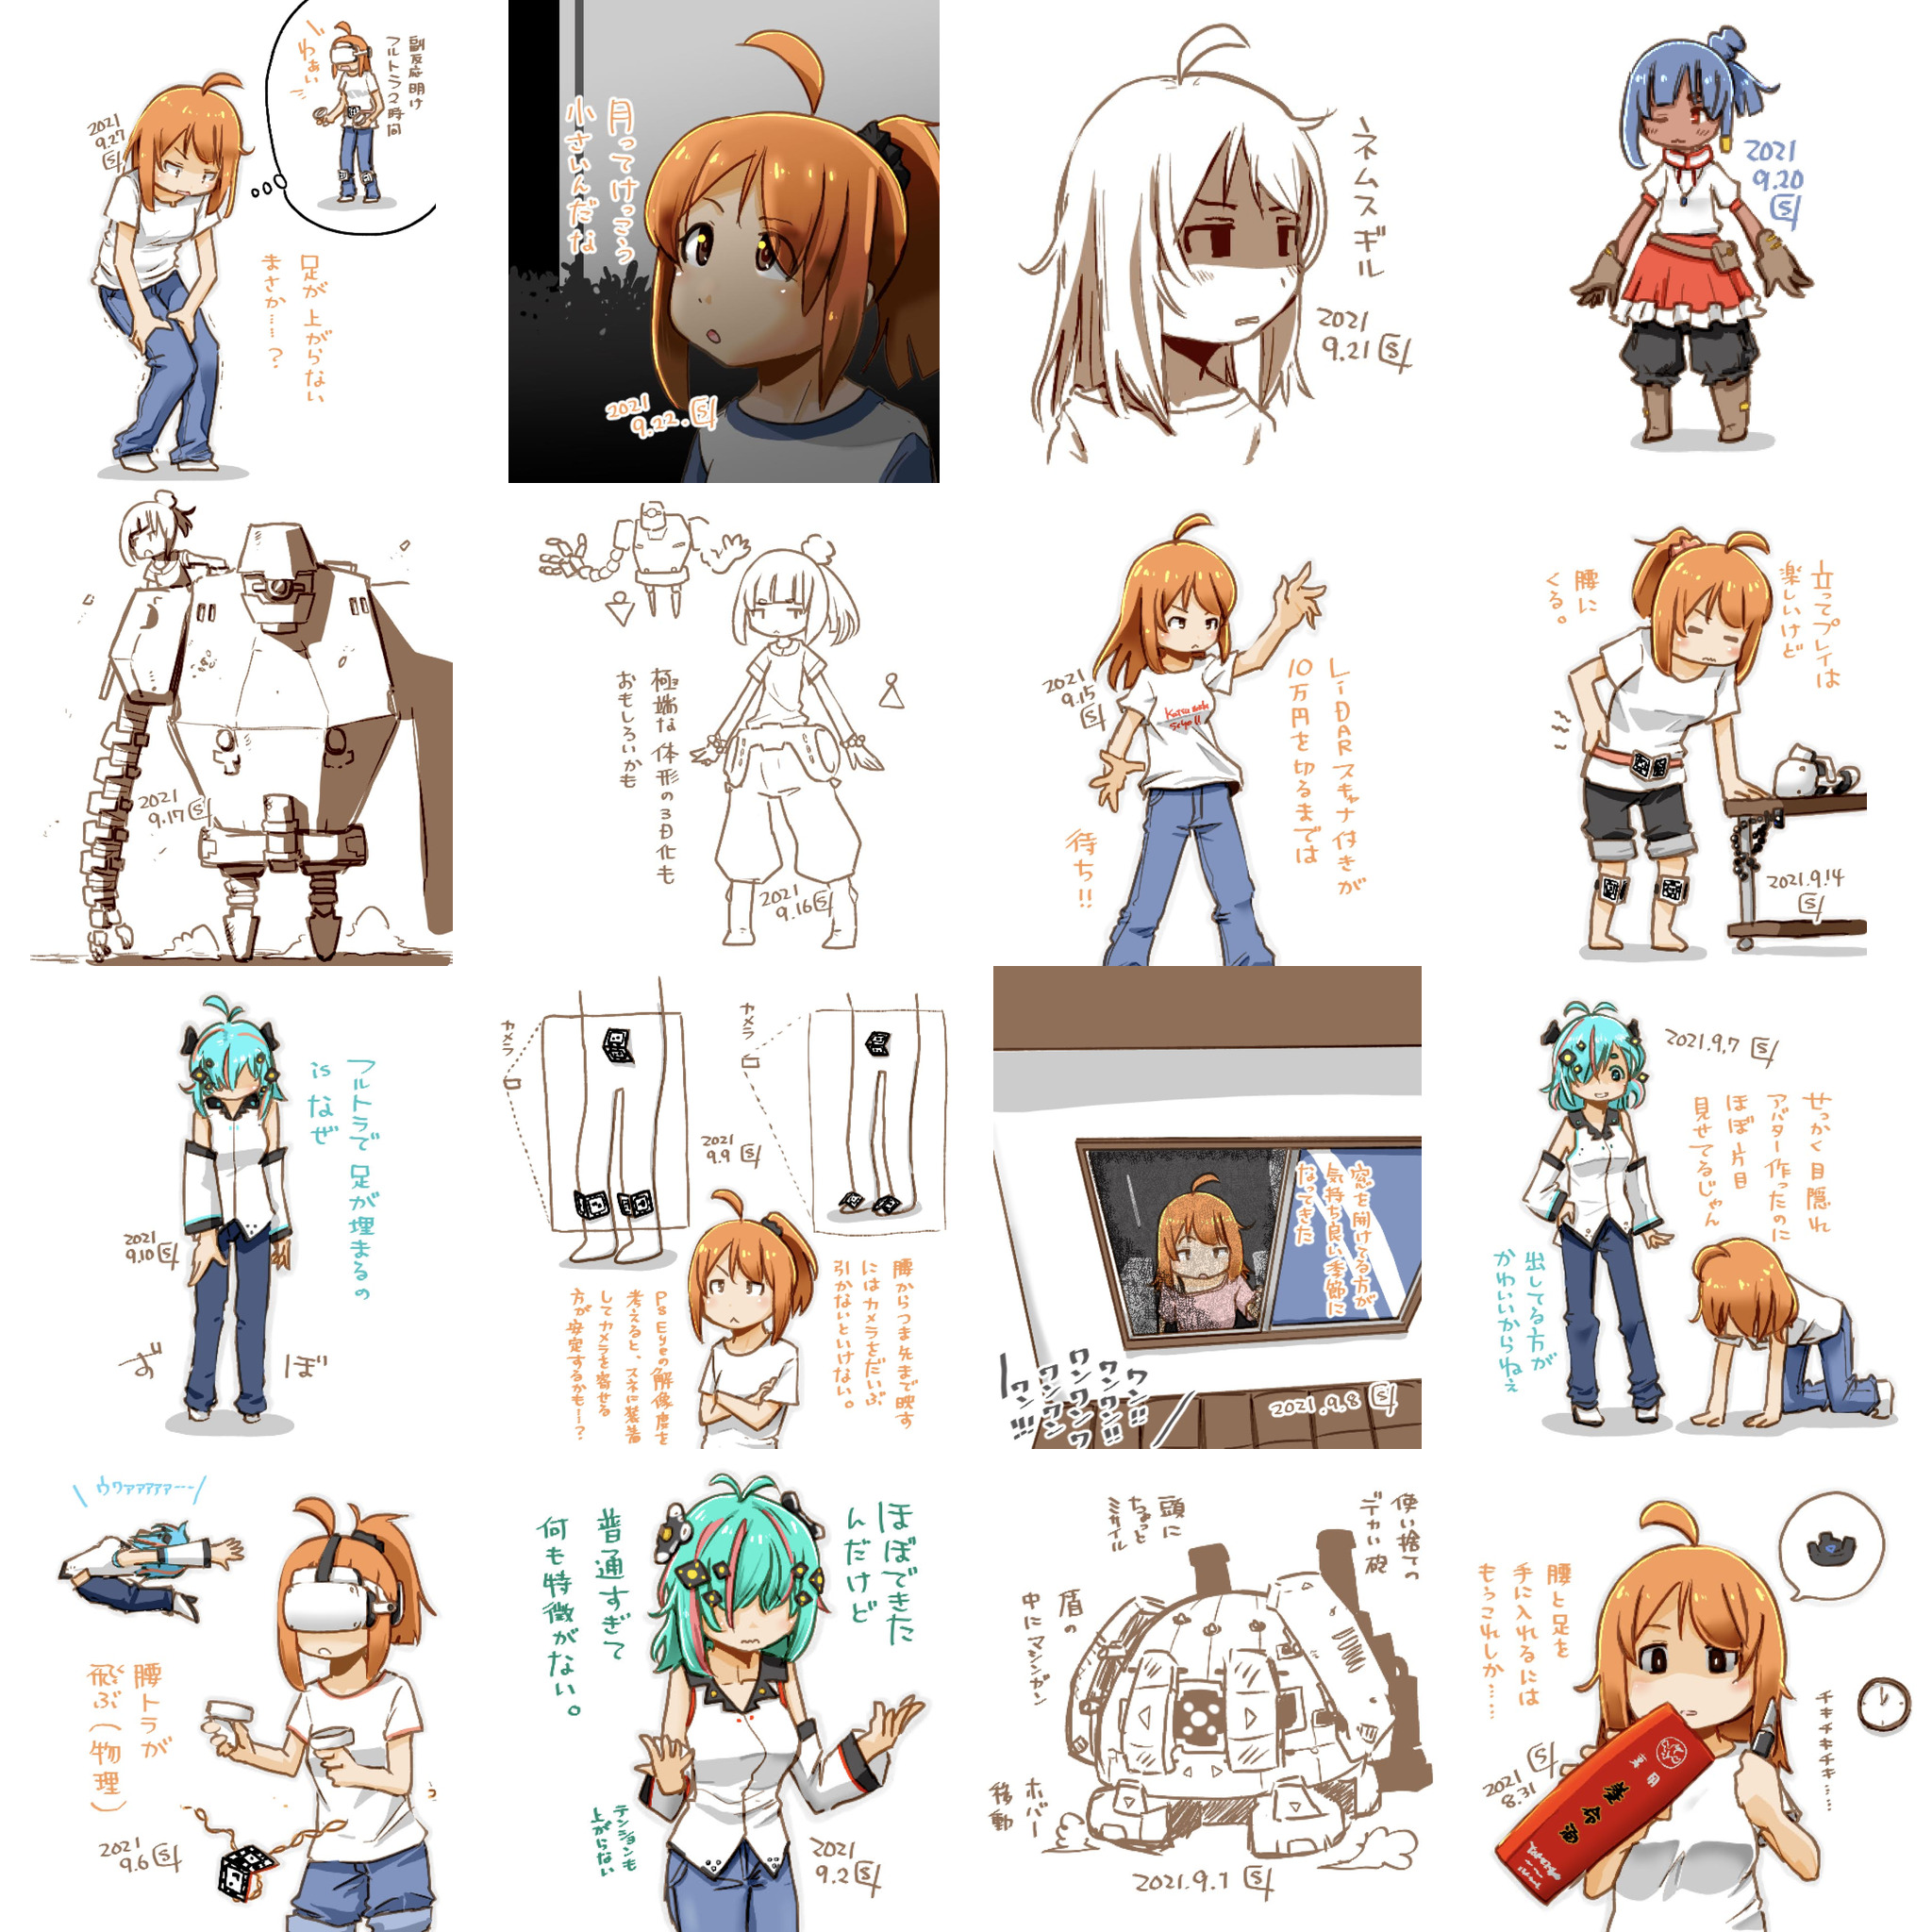 副反応明け
フルトラ2時間
わぁい
2021
9.27
足が上がらない
まさか……?
月ってけっこう
小さいんだな
2021
9.22.
ネムスギル
2021
9.21
2021
9.20
2021
9.17
極端な体形の3D化も
おもしろいかも
2021
9.16
2021
9.15
Katsuobushi
LiDARスキャナ付きが
10万円を切るまでは
待ち!!
立ってプレイは
楽しいけど
腰に
くる。
2021.9.14
フルトラで足が埋まるの
is
なぜ
2021
9.10
ず
ぼ
カメラ
カメラ
2021
9.9
腰からつま先まで映す
にはカメラをだいぶ
引かないといけない。
PS Eyeの解像度を
考えると、スネに装着
してカメラを寄せる
方が安定するかも…?
窓を開けてる方が
気持ち良い季節に
なってきた
ワン!!
ワンワン!!
ワンワンワ
ワンワン
ワン!!!
2021.9.8
2021.9.7
せっかく目隠れ
アバター作ったのに
ほぼ片目
見せてるじゃん
出してる方が
かわいいからねぇ
ウワァァァァァ---
腰トラが
飛ぶ(物理)
2021
9.6
ほぼできた
んだけど
普通すぎて
何も特徴がない。
テンションも
上がらない
2021
9.2
使い捨ての
デカい砲
頭に
ちょっと
ミサイル
盾の
中にマシンガン
ホバー
移動
2021.9.1
腰と足を
手に入れるには
もぅこれしか……
チキチキチキ…
2021
8.31
養命酒